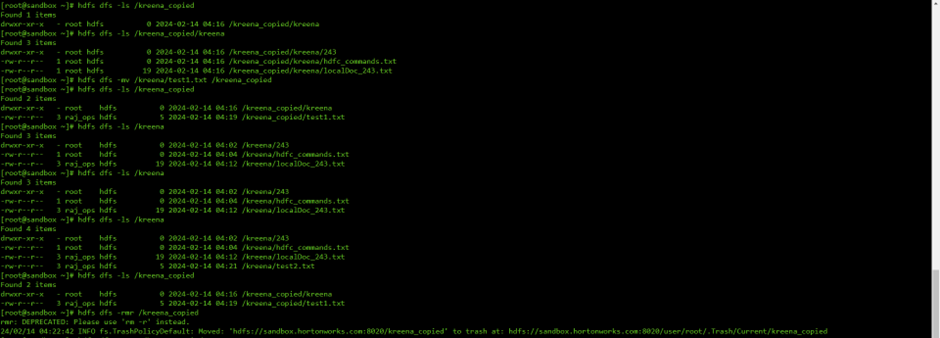 [root@sandbox ~]# hdfs dfs -ls /kreena_copied
Found 1 items
drwxr-xr-x   - root hdfs          0 2024-02-14 04:16 /kreena_copied/kreena
[root@sandbox ~]# hdfs dfs -ls /kreena_copied/kreena
Found 3 items
drwxr-xr-x   - root hdfs          0 2024-02-14 04:16 /kreena_copied/kreena/243
-rw-r--r--   1 root hdfs          0 2024-02-14 04:16 /kreena_copied/kreena/hdfc_commands.txt
-rw-r--r--   1 root hdfs         19 2024-02-14 04:16 /kreena_copied/kreena/localDoc_243.txt
[root@sandbox ~]# hdfs dfs -mv /kreena/test1.txt /kreena_copied
[root@sandbox ~]# hdfs dfs -ls /kreena_copied
Found 2 items
drwxr-xr-x   - root    hdfs          0 2024-02-14 04:16 /kreena_copied/kreena
-rw-r--r--   3 raj_ops hdfs          5 2024-02-14 04:19 /kreena_copied/test1.txt
[root@sandbox ~]# hdfs dfs -ls /kreena
Found 3 items
drwxr-xr-x   - root    hdfs          0 2024-02-14 04:02 /kreena/243
-rw-r--r--   1 root    hdfs          0 2024-02-14 04:04 /kreena/hdfc_commands.txt
-rw-r--r--   3 raj_ops hdfs         19 2024-02-14 04:12 /kreena/localDoc_243.txt
[root@sandbox ~]# hdfs dfs -ls /kreena
Found 3 items
drwxr-xr-x   - root    hdfs          0 2024-02-14 04:02 /kreena/243
-rw-r--r--   1 root    hdfs          0 2024-02-14 04:04 /kreena/hdfc_commands.txt
-rw-r--r--   3 raj_ops hdfs         19 2024-02-14 04:12 /kreena/localDoc_243.txt
[root@sandbox ~]# hdfs dfs -ls /kreena
Found 4 items
drwxr-xr-x   - root    hdfs          0 2024-02-14 04:02 /kreena/243
-rw-r--r--   1 root    hdfs          0 2024-02-14 04:04 /kreena/hdfc_commands.txt
-rw-r--r--   3 raj_ops hdfs         19 2024-02-14 04:12 /kreena/localDoc_243.txt
-rw-r--r--   3 raj_ops hdfs          5 2024-02-14 04:21 /kreena/test2.txt
[root@sandbox ~]# hdfs dfs -ls /kreena_copied
Found 2 items
drwxr-xr-x   - root    hdfs          0 2024-02-14 04:16 /kreena_copied/kreena
-rw-r--r--   3 raj_ops hdfs          5 2024-02-14 04:19 /kreena_copied/test1.txt
[root@sandbox ~]# hdfs dfs -rmr /kreena_copied
rmr: DEPRECATED: Please use 'rm -r' instead.
24/02/14 04:22:42 INFO fs.TrashPolicyDefault: Moved: 'hdfs://sandbox.hortonworks.com:8020/kreena_copied' to trash at: hdfs://sandbox.hortonworks.com:8020/user/root/.Trash/Current/kreena_copied